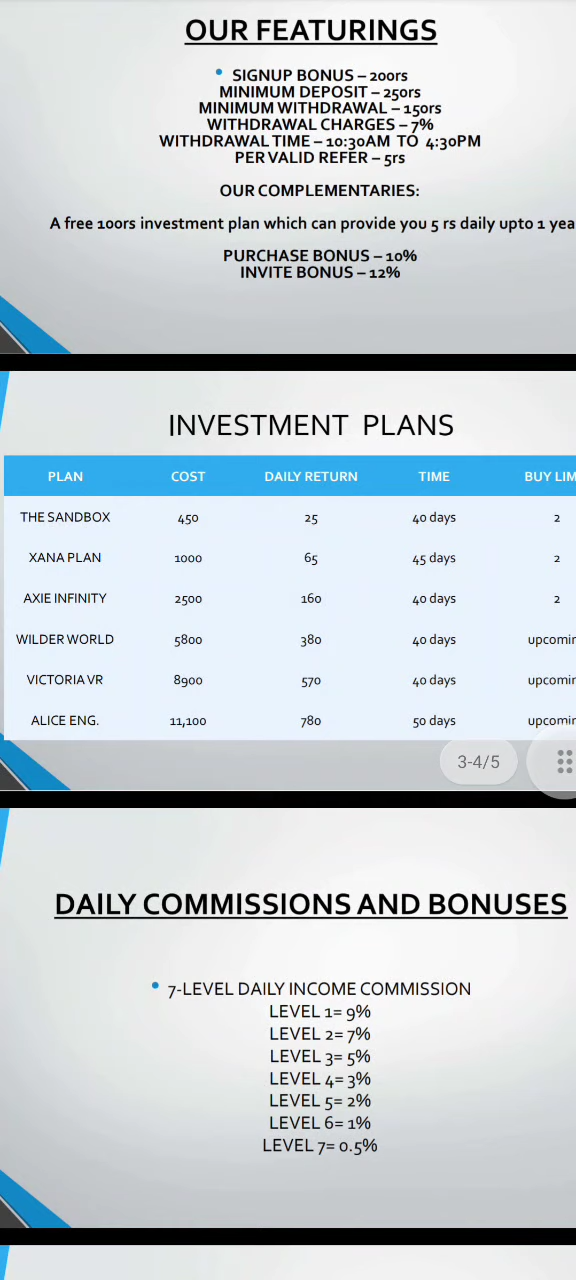 OUR FEATURINGS
• SIGNUP BONUS – 200rs
MINIMUM DEPOSIT – 250rs
MINIMUM WITHDRAWAL – 150rs
WITHDRAWAL CHARGES – 7%
WITHDRAWAL TIME – 10:30AM TO 4:30PM
PER VALID REFER – 5rs
OUR COMPLEMENTARIES:
A free 100rs investment plan which can provide you 5 rs daily upto 1 yea
PURCHASE BONUS – 10%
INVITE BONUS – 12%
INVESTMENT PLANS
PLAN COST DAILY RETURN TIME BUY LIM
THE SANDBOX 450 25 40 days 2
XANA PLAN 1000 65 45 days 2
AXIE INFINITY 2500 160 40 days 2
WILDER WORLD 5800 380 40 days upcomin
VICTORIA VR 8900 570 40 days upcomin
ALICE ENG. 11,100 780 50 days upcomin
3-4/5
DAILY COMMISSIONS AND BONUSES
• 7-LEVEL DAILY INCOME COMMISSION
LEVEL 1= 9%
LEVEL 2= 7%
LEVEL 3= 5%
LEVEL 4= 3%
LEVEL 5= 2%
LEVEL 6= 1%
LEVEL 7= 0.5%